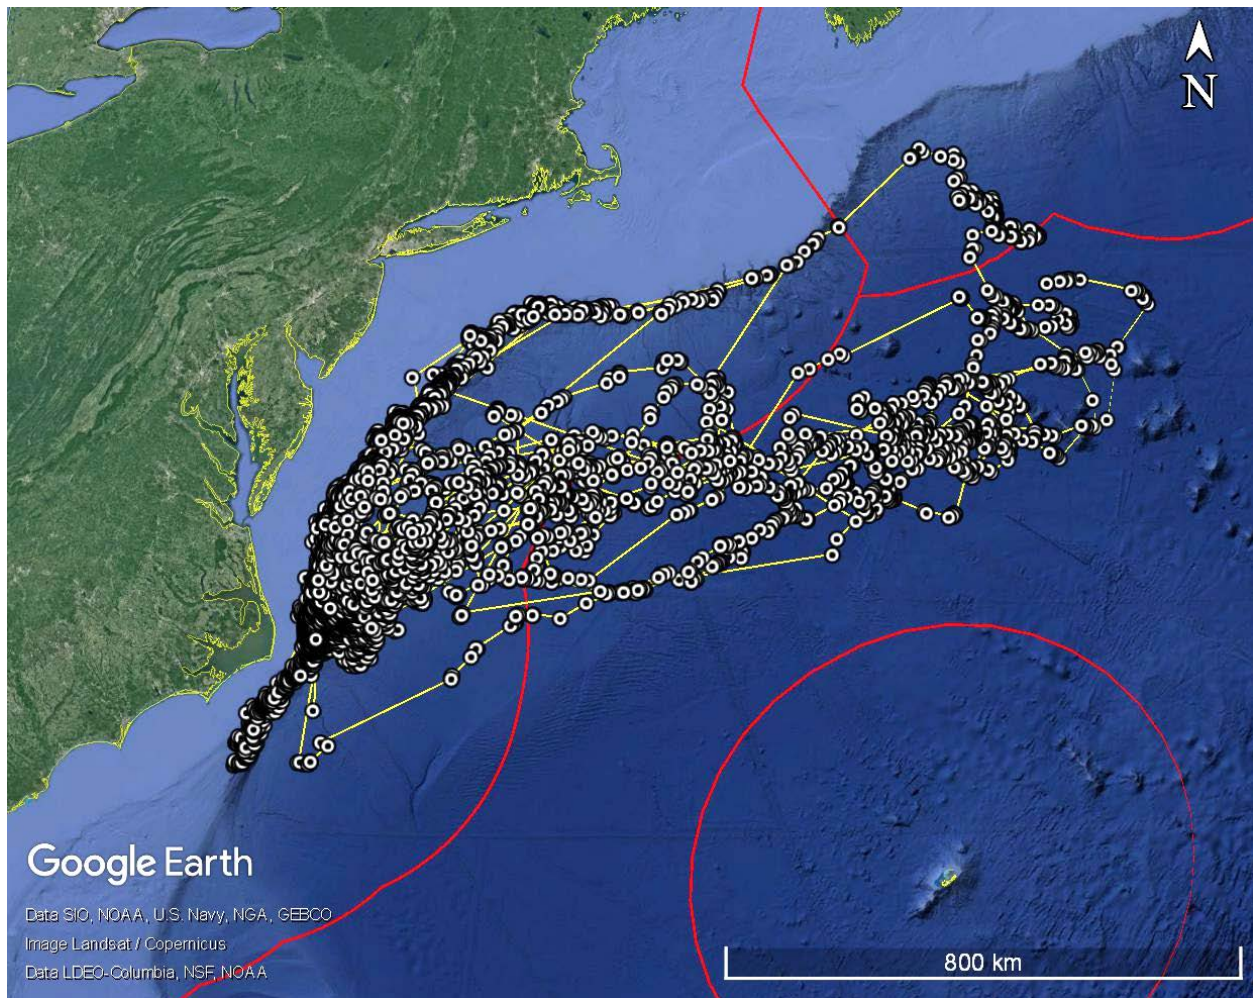 N
Google Earth
Data SIO, NOAA, U.S. Navy, NGA, GEBCO
Image Landsat / Copernicus
Data LDEO-Columbia, NSF, NOAA
800 km